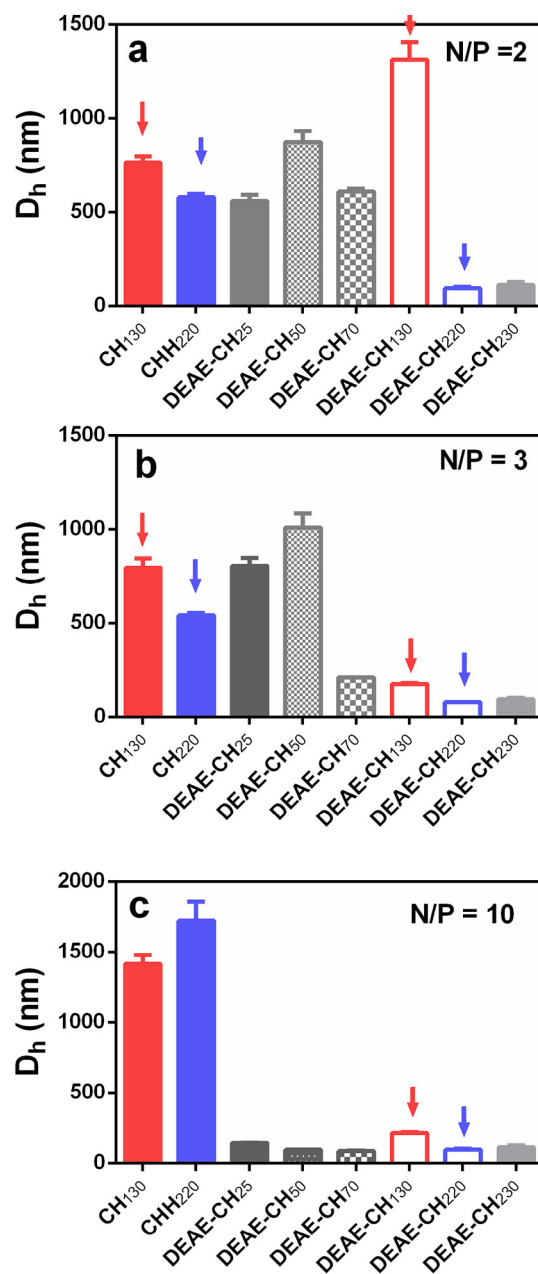 a
N/P =2
1500
1000
500
0
Dₕ (nm)
CH₁₃₀
CHH₂₂₀
DEAE-CH₂₅
DEAE-CH₅₀
DEAE-CH₇₀
DEAE-CH₁₃₀
DEAE-CH₂₂₀
DEAE-CH₂₃₀
b
N/P = 3
1500
1000
500
0
Dₕ (nm)
CH₁₃₀
CH₂₂₀
DEAE-CH₂₅
DEAE-CH₅₀
DEAE-CH₇₀
DEAE-CH₁₃₀
DEAE-CH₂₂₀
DEAE-CH₂₃₀
c
N/P = 10
2000
1500
1000
500
0
Dₕ (nm)
CH₁₃₀
CHH₂₂₀
DEAE-CH₂₅
DEAE-CH₅₀
DEAE-CH₇₀
DEAE-CH₁₃₀
DEAE-CH₂₂₀
DEAE-CH₂₃₀